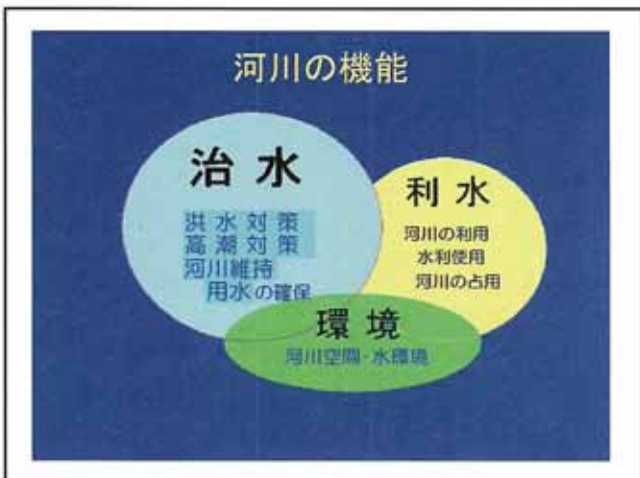 河川の機能
治水
洪水対策
高潮対策
河川維持
用水の確保
利水
河川の利用
水利使用
河川の占用
環境
河川空間・水環境